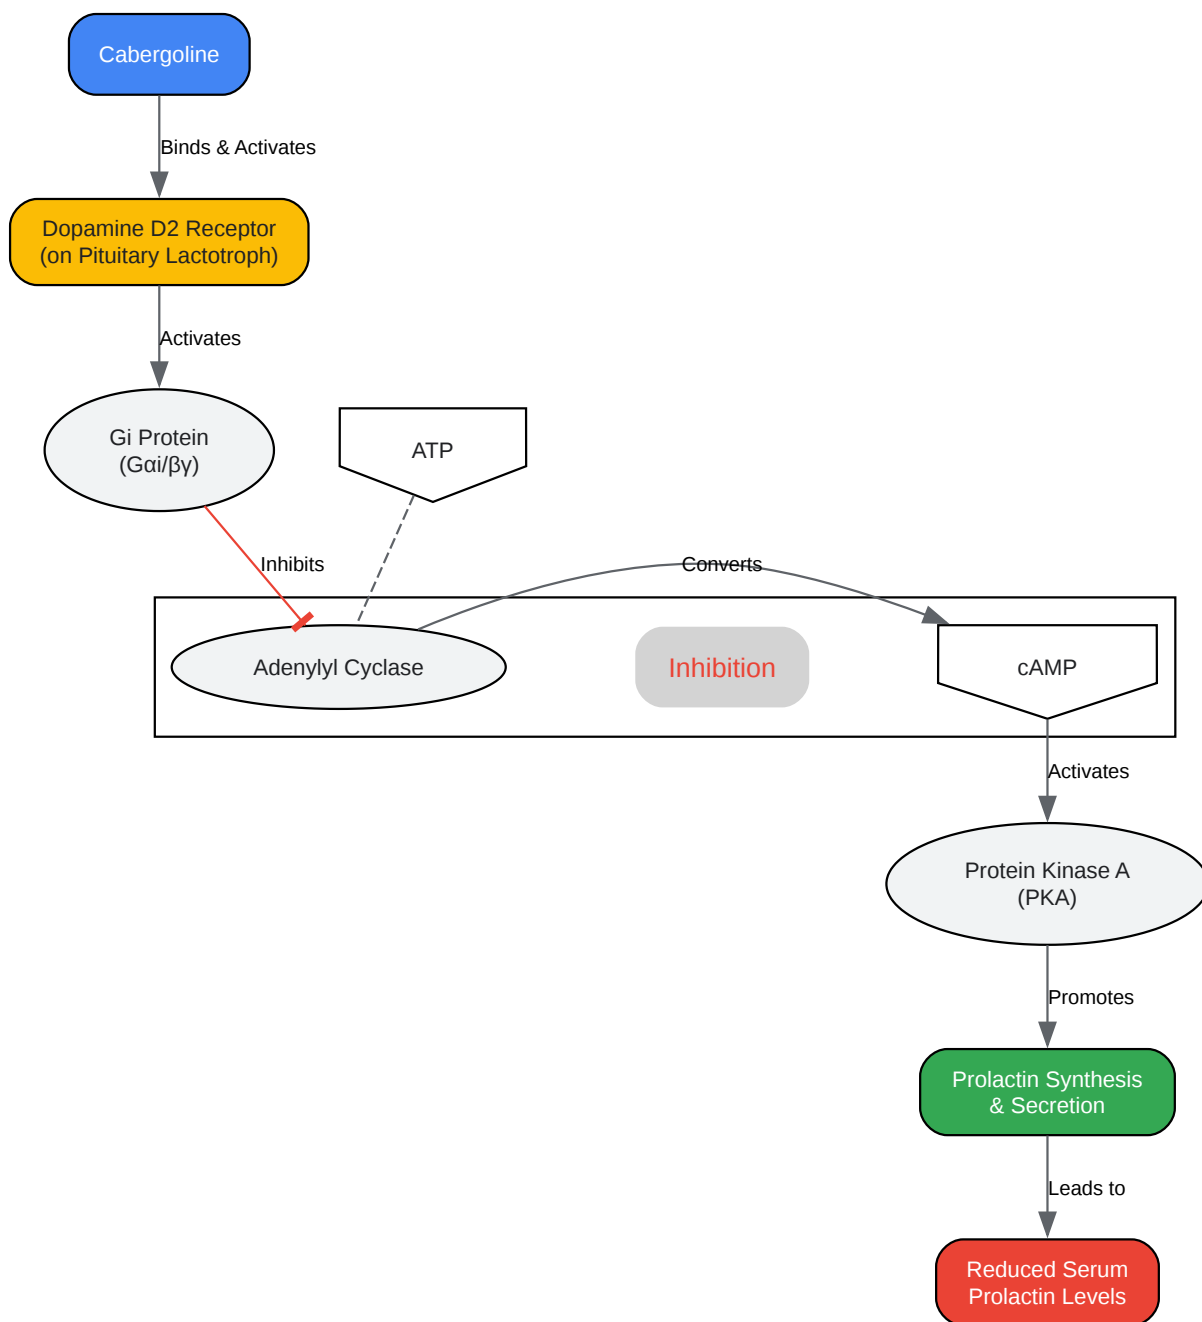 Cabergoline
Binds & Activates
Dopamine D2 Receptor
(on Pituitary Lactotroph)
Activates
Gi Protein
(Gαi/βγ)
ATP
Inhibits
Converts
Adenylyl Cyclase
Inhibition
cAMP
Activates
Protein Kinase A
(PKA)
Promotes
Prolactin Synthesis
& Secretion
Leads to
Reduced Serum
Prolactin Levels